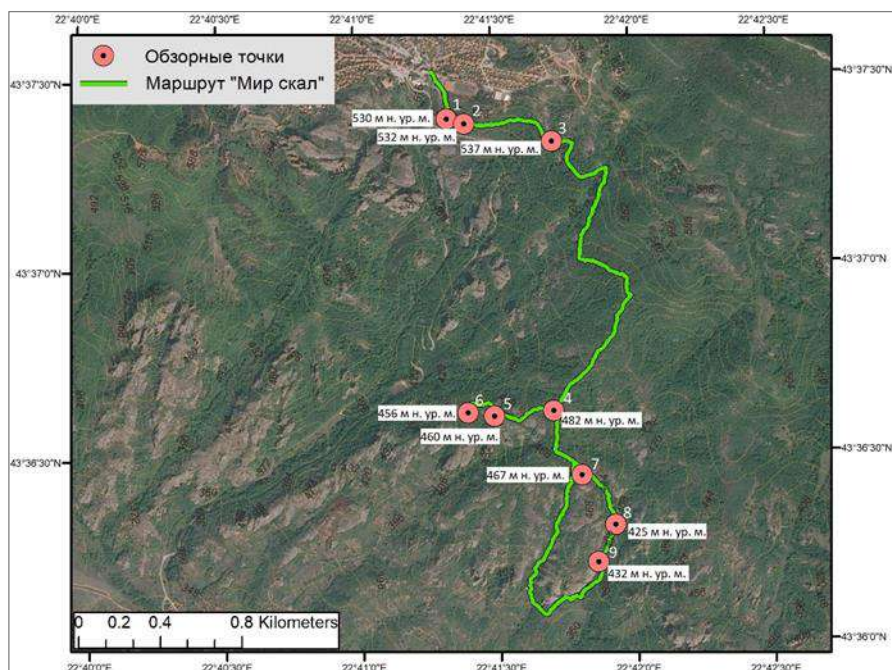 22°40'0"E 22°40'30"E 22°41'0"E 22°41'30"E 22°42'0"E 22°42'30"E
Обзорные точки
Маршрут "Мир скал"
43°37'30"N
43°37'30"N
1
2
530 м н. ур. м.
532 м н. ур. м.
3
537 м н. ур. м.
43°37'0"N
43°37'0"N
6
5
4
456 м н. ур. м.
482 м н. ур. м.
460 м н. ур. м.
43°36'30"N
43°36'30"N
7
467 м н. ур. м.
8
425 м н. ур. м.
9
432 м н. ур. м.
0 0.2 0.4 0.8 Kilometers
43°36'0"N
22°40'0"E 22°40'30"E 22°41'0"E 22°41'30"E 22°42'0"E 22°42'30"E